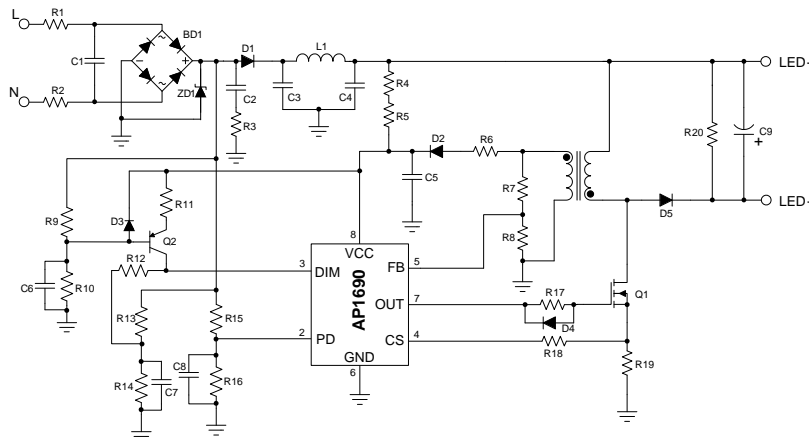 L
R1
BD1
C1
N
R2
ZD1
D1
L1
C2
R3
C3
C4
R4
R5
LED-
R20
C9
+
LED+
D2
R6
C5
R7
R8
D5
R9
D3
R11
Q2
R12
C6
R10
R13
R14
C7
R15
C8
R16
8
VCC
3
DIM
FB
5
AP1690
OUT
7
2
PD
CS
4
GND
6
R17
D4
R18
Q1
R19